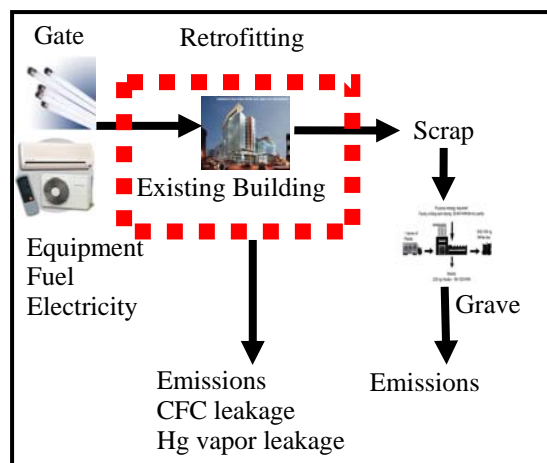 Gate
Retrofitting
Existing Building
Scrap
Equipment
Fuel
Electricity
Grave
Emissions
CFC leakage
Hg vapor leakage
Emissions